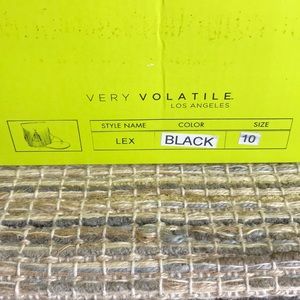 VERY VOLATILE
LOS ANGELES
STYLE NAME COLOR SIZE
LEX BLACK 10